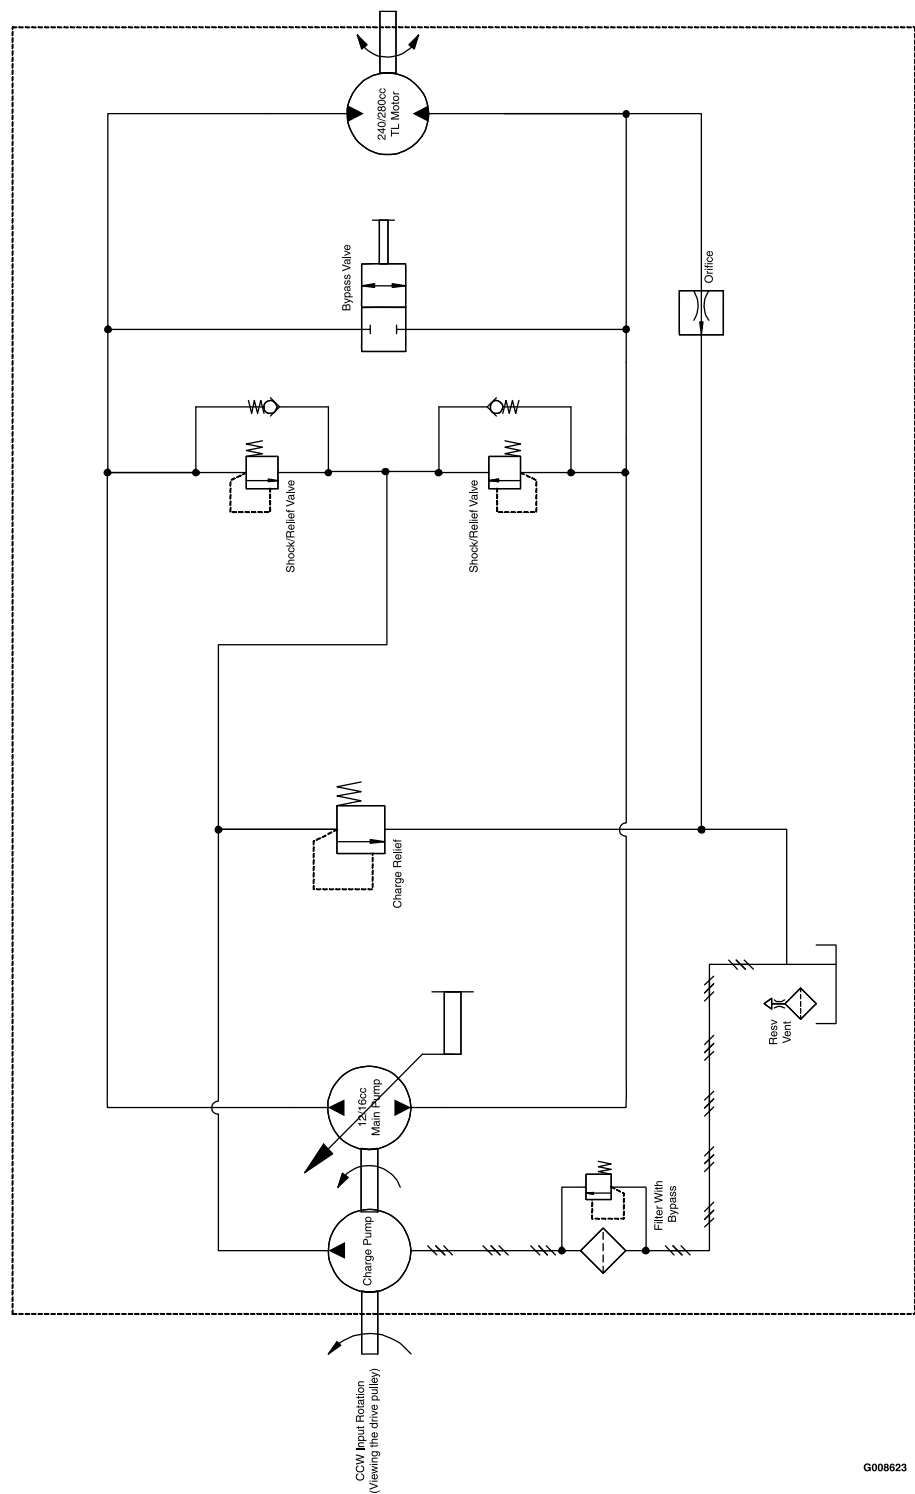 240/280cc
TL Motor
Bypass Valve
Orifice
Shock/Relief Valve
Shock/Relief Valve
Charge Relief
Resv
Vent
12/16cc
Main Pump
Filter With
Bypass
Charge Pump
CCW Input Rotation
(Viewing the drive pulley)
G008623